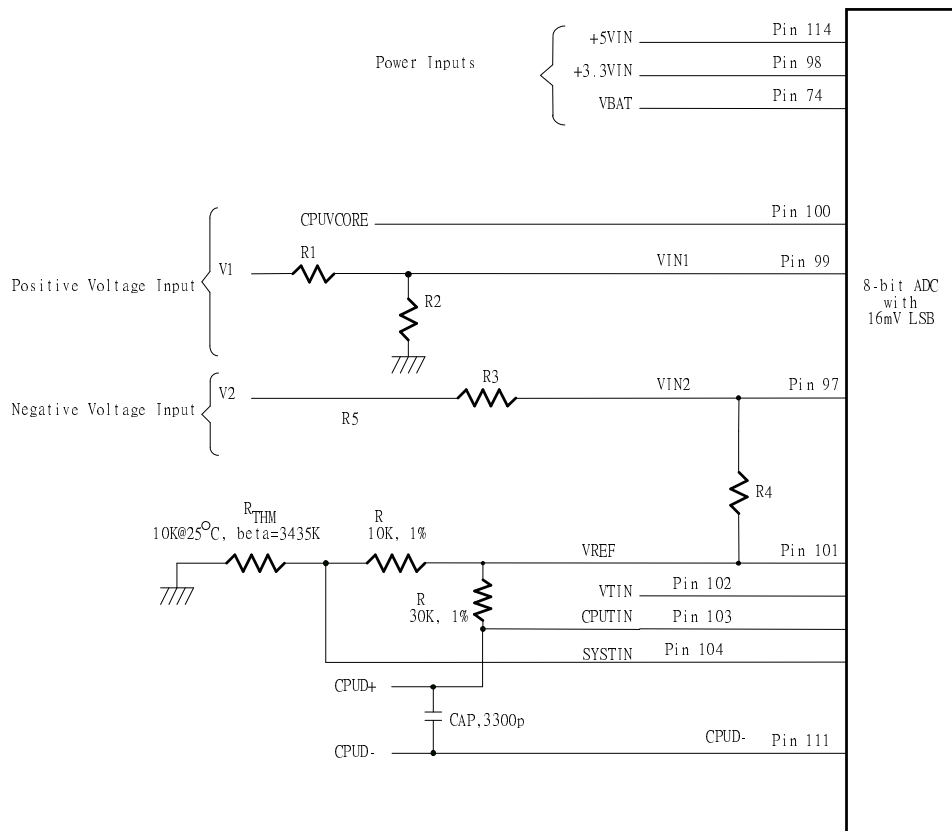 Power Inputs
+5VIN
Pin 114
+3.3VIN
Pin 98
VBAT
Pin 74
CPUVCORE
Pin 100
Positive Voltage Input
V1
R1
VIN1
Pin 99
R2
8-bit ADC
with
16mV LSB
Negative Voltage Input
V2
R3
VIN2
Pin 97
R5
R4
RTHM
10K@25°C, beta=3435K
R
10K, 1%
VREF
Pin 101
R
30K, 1%
VTIN
Pin 102
CPUTIN
Pin 103
SYSTIN
Pin 104
CPUD+
CAP,3300p
CPUD-
CPUD-
Pin 111